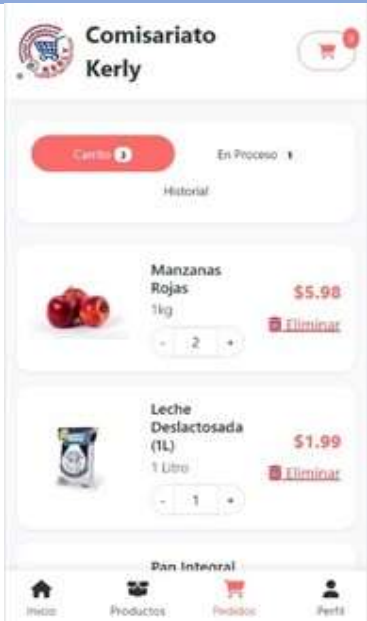 Comisariato
Kerly
KERLY
Carrito 3
En Proceso 1
Historial
Manzanas
Rojas
1kg
$5.98
Eliminar
- 2 +
Leche
Deslactosada
(1L)
1 Litro
$1.99
Eliminar
- 1 +
Pan Integral
Inicio
Productos
Pedidos
Perfil